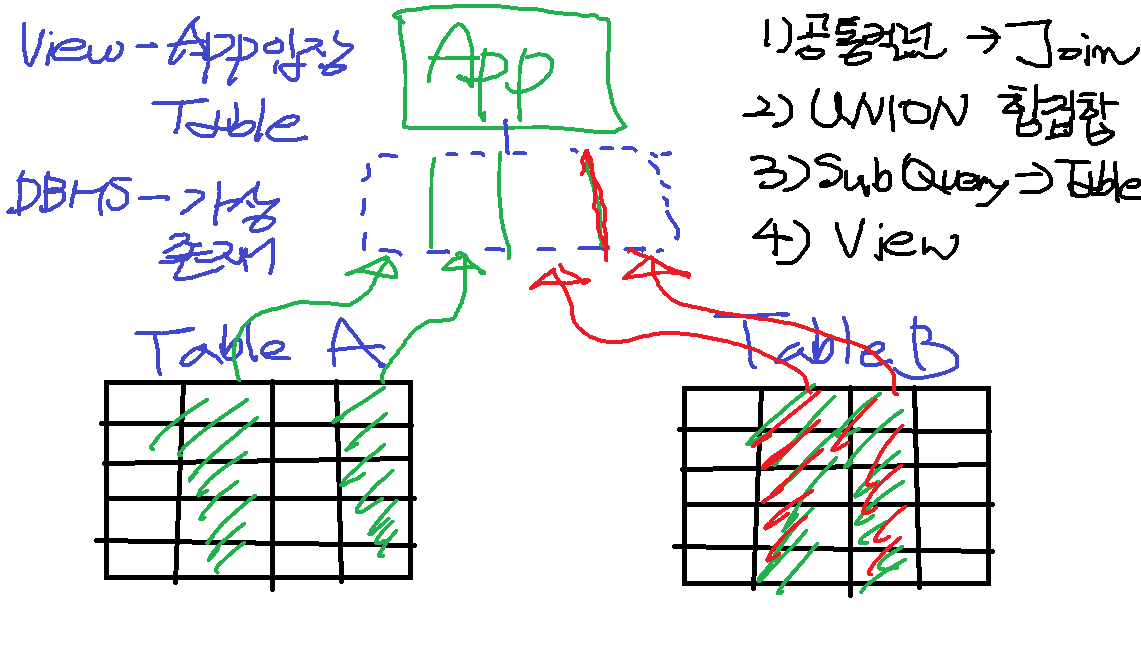 View - App입장
Table
DBMS - 가상
존재
App
1) 공통컬럼 → Join
2) UNION 합집합
3) SubQuery → Table
4) View
Table A
Table B